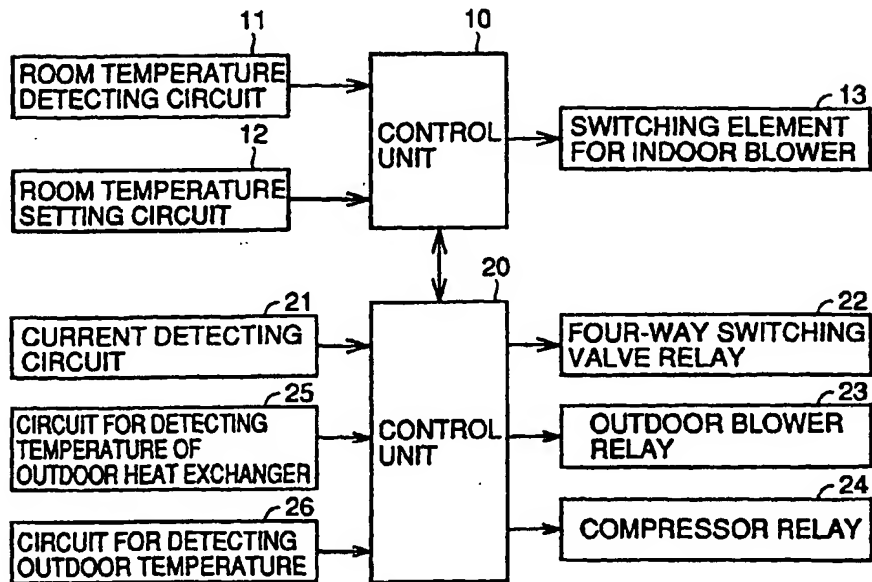 11
ROOM TEMPERATURE
DETECTING CIRCUIT
12
ROOM TEMPERATURE
SETTING CIRCUIT
10
CONTROL
UNIT
13
SWITCHING ELEMENT
FOR INDOOR BLOWER
21
CURRENT DETECTING
CIRCUIT
25
CIRCUIT FOR DETECTING
TEMPERATURE OF
OUTDOOR HEAT EXCHANGER
26
CIRCUIT FOR DETECTING
OUTDOOR TEMPERATURE
20
CONTROL
UNIT
22
FOUR-WAY SWITCHING
VALVE RELAY
23
OUTDOOR BLOWER
RELAY
24
COMPRESSOR RELAY